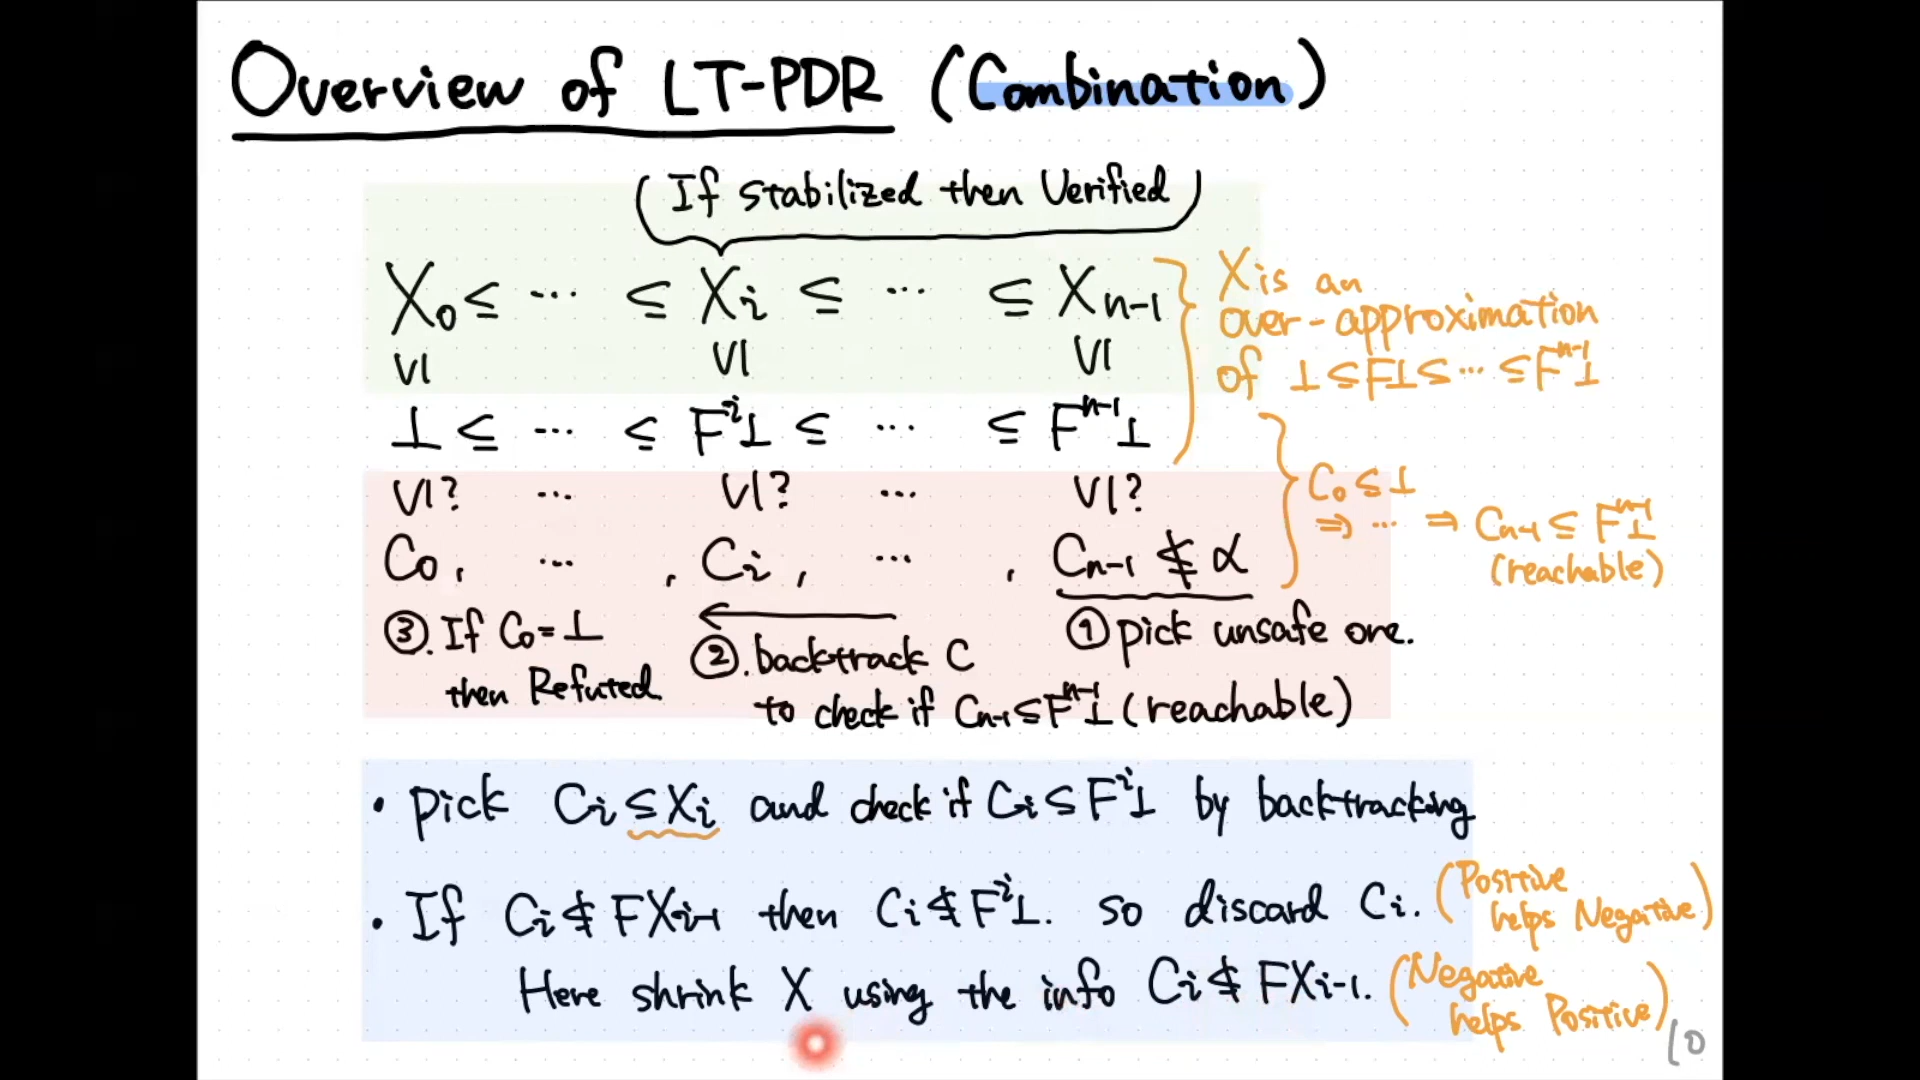 Overview of LT-PDR (Combination)
(If stabilized then Verified)
X₀ ≤ ⋯ ≤ Xᵢ ≤ ⋯ ≤ Xₙ₋₁
VI VI VI
X is an
over-approximation
of ⊥ ≤ F⊥ ≤ ⋯ ≤ Fⁿ⁻¹⊥
⊥ ≤ ⋯ ≤ Fⁱ⊥ ≤ ⋯ ≤ Fⁿ⁻¹⊥
VI? ⋯ VI? ⋯ VI?
C₀, ⋯ , Cᵢ, ⋯ , Cₙ₋₁ ≰ α
C₀ ≤ ⊥
⇒ ⋯ ⇒ Cₙ₋₁ ≤ Fⁿ⁻¹⊥
(reachable)
③. If C₀ = ⊥
then Refuted
②. backtrack C
to check if Cₙ₋₁ ≤ Fⁿ⁻¹⊥ (reachable)
① pick unsafe one.
• pick Cᵢ ≤ Xᵢ and check if Cᵢ ≤ Fⁱ⊥ by backtracking
• If Cᵢ ≰ FXᵢ₋₁ then Cᵢ ≰ Fⁱ⊥. so discard Cᵢ.
(Positive
helps Negative)
Here shrink X using the info Cᵢ ≰ FXᵢ₋₁.
(Negative
helps Positive)
10